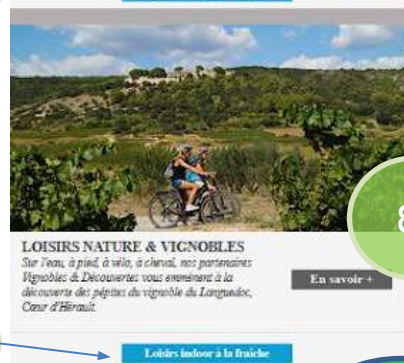 LOISIRS NATURE & VIGNOBLES
Sur l'eau, à pied, à vélo, à cheval, nos partenaires
Vignobles & Découvertes vous emmènent à la
découverte des pépites du vignoble du Languedoc,
Cœur d'Hérault.
En savoir +
8
Loisirs indoor à la fraîche